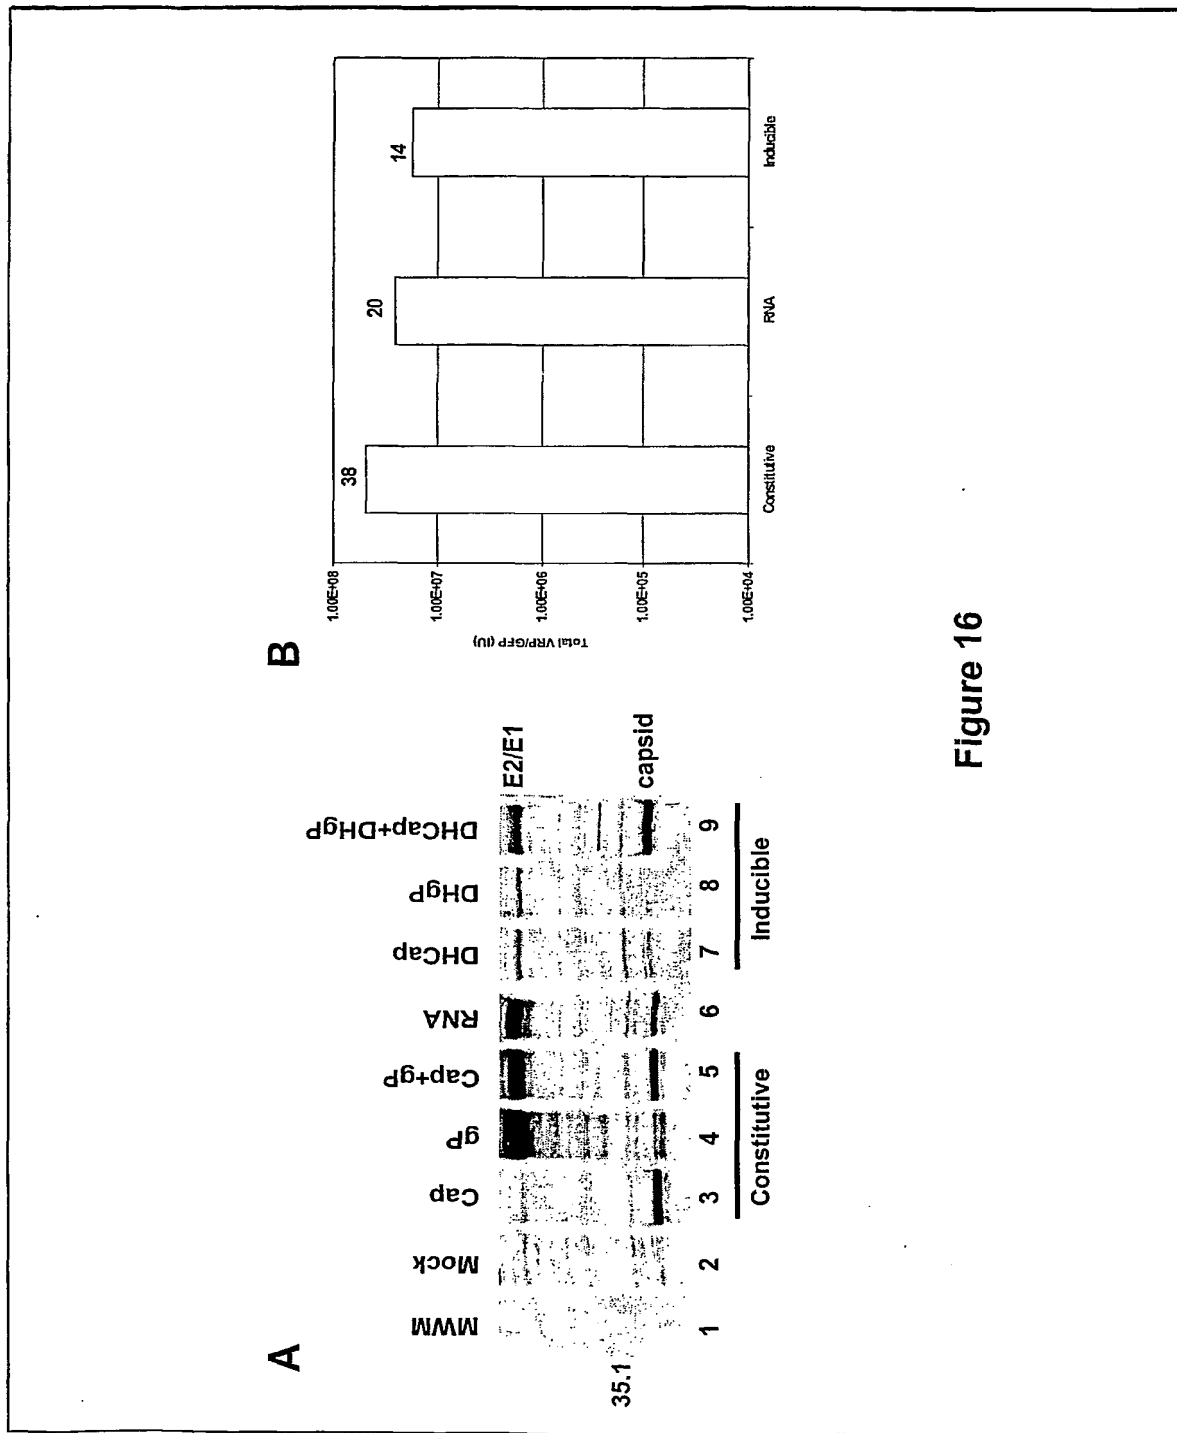 A
MWM
Mock
Cap
gP
Cap+gP
RNA
DHCap
DHgP
DHCap+DHgP
35.1
E2/E1
capsid
1 2 3 4 5 6 7 8 9
Constitutive
Inducible
B
Total VRP/GFP (IU)
1.00E+08
1.00E+07
1.00E+06
1.00E+05
1.00E+04
38
20
14
Constitutive
RNA
Inducible
Figure 16